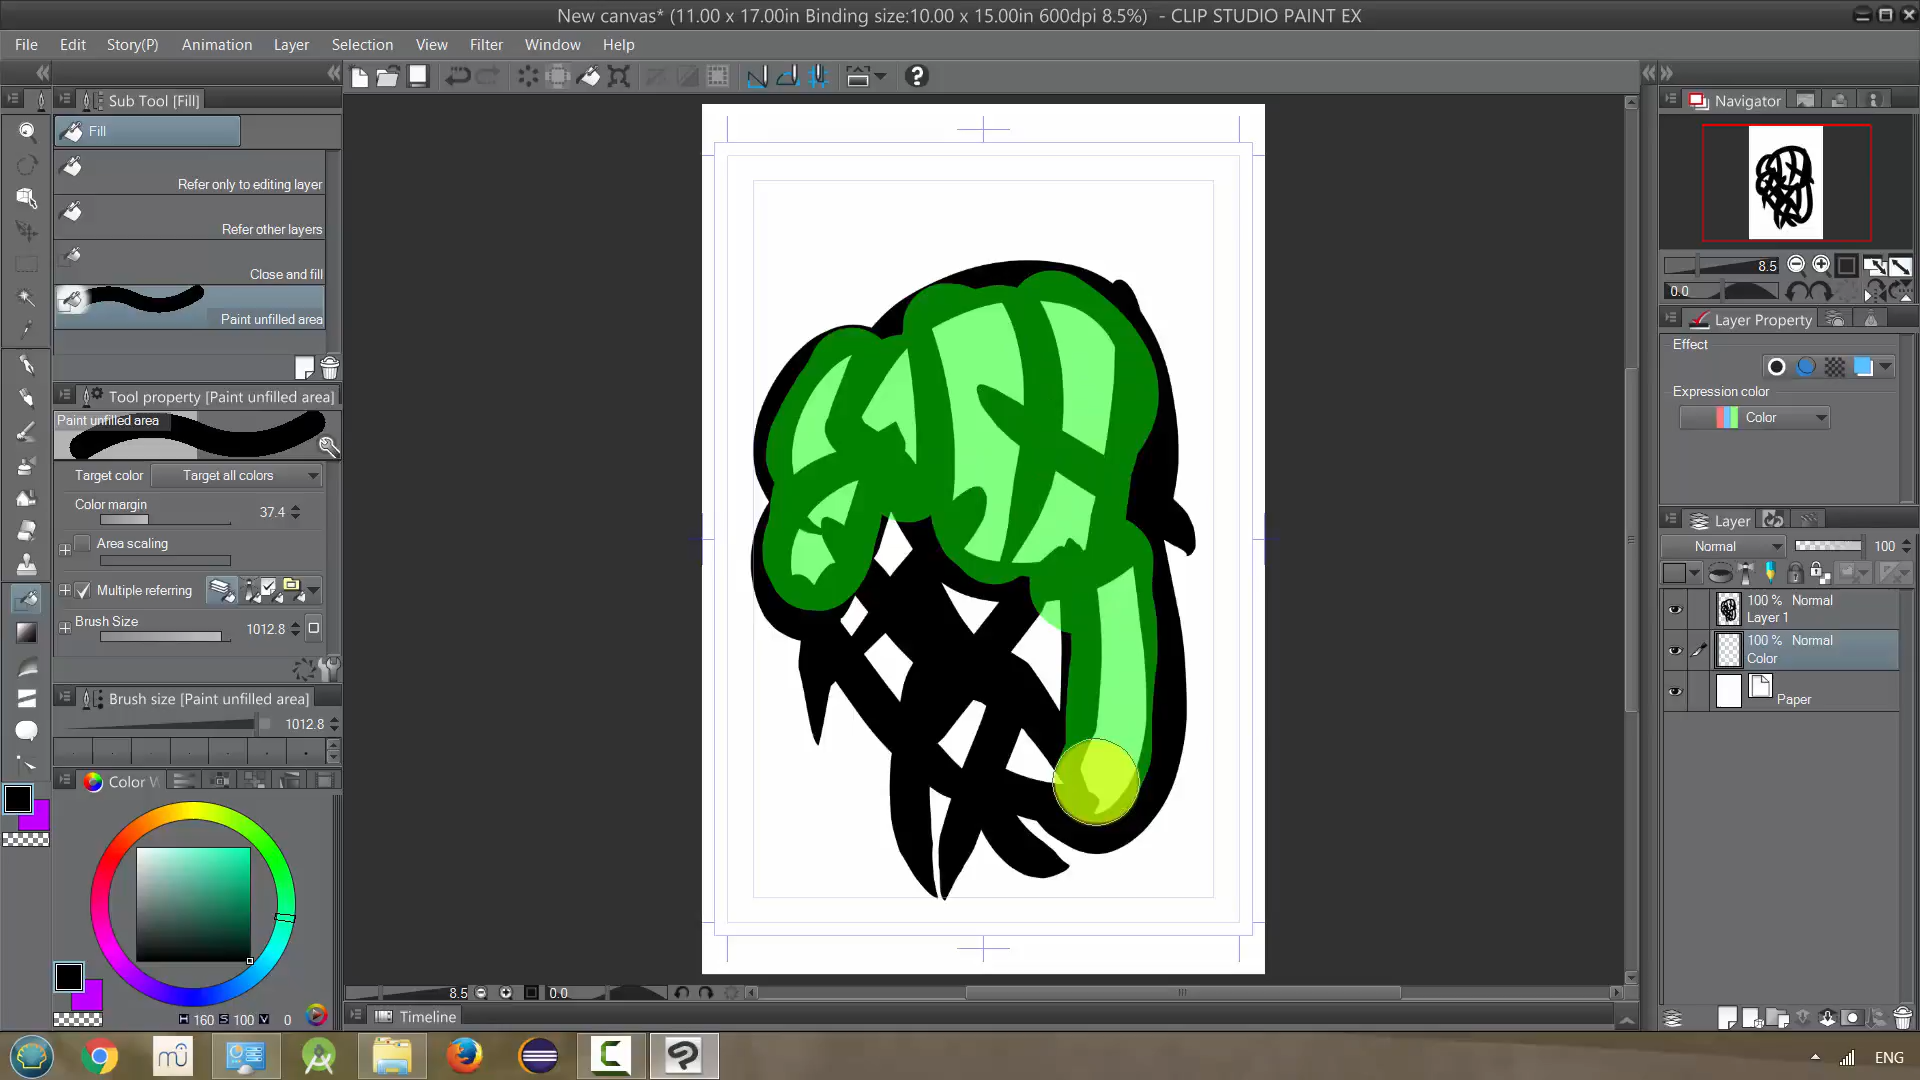 New canvas* (11.00 x 17.00in Binding size:10.00 x 15.00in 600dpi 8.5%) - CLIP STUDIO PAINT EX
File Edit Story(P) Animation Layer Selection View Filter Window Help
Sub Tool [Fill]
Fill
Refer only to editing layer
Refer other layers
Close and fill
Paint unfilled area
Tool property [Paint unfilled area]
Paint unfilled area
Target color Target all colors
Color margin
37.4
Area scaling
Multiple referring
Brush Size
1012.8
Brush size [Paint unfilled area]
1012.8
Color W
H 160 S 100 V 0
8.5 0.0
Timeline
Navigator
8.5
0.0
Layer Property
Effect
Expression color
Color
Layer
Normal 100
100 % Normal
Layer 1
100 % Normal
Color
Paper
ENG